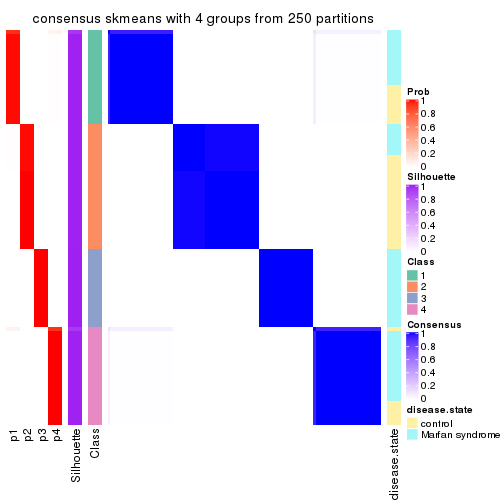 consensus skmeans with 4 groups from 250 partitions
Prob
1
0.8
0.6
0.4
0.2
0
Silhouette
1
0.8
0.6
0.4
0.2
0
Class
1
2
3
4
Consensus
1
0.8
0.6
0.4
0.2
0
disease.state
control
Marfan syndrome
p1
p2
p3
p4
Silhouette
Class
disease.state